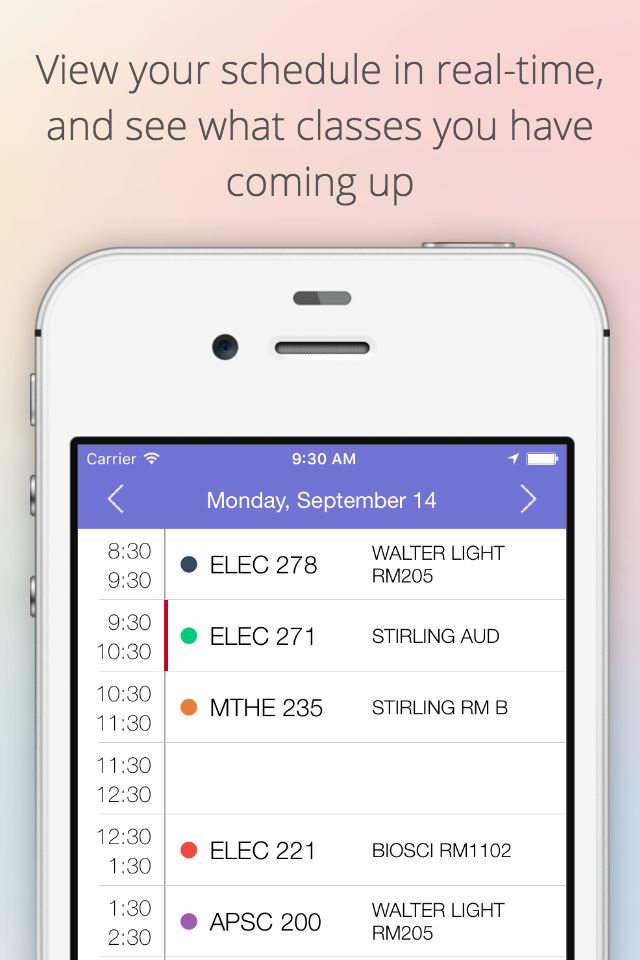 View your schedule in real-time,
and see what classes you have
coming up
Carrier 9:30 AM
Monday, September 14
8:30
9:30
ELEC 278
WALTER LIGHT
RM205
9:30
10:30
ELEC 271
STIRLING AUD
10:30
11:30
MTHE 235
STIRLING RM B
11:30
12:30
12:30
1:30
ELEC 221
BIOSCI RM1102
1:30
2:30
APSC 200
WALTER LIGHT
RM205